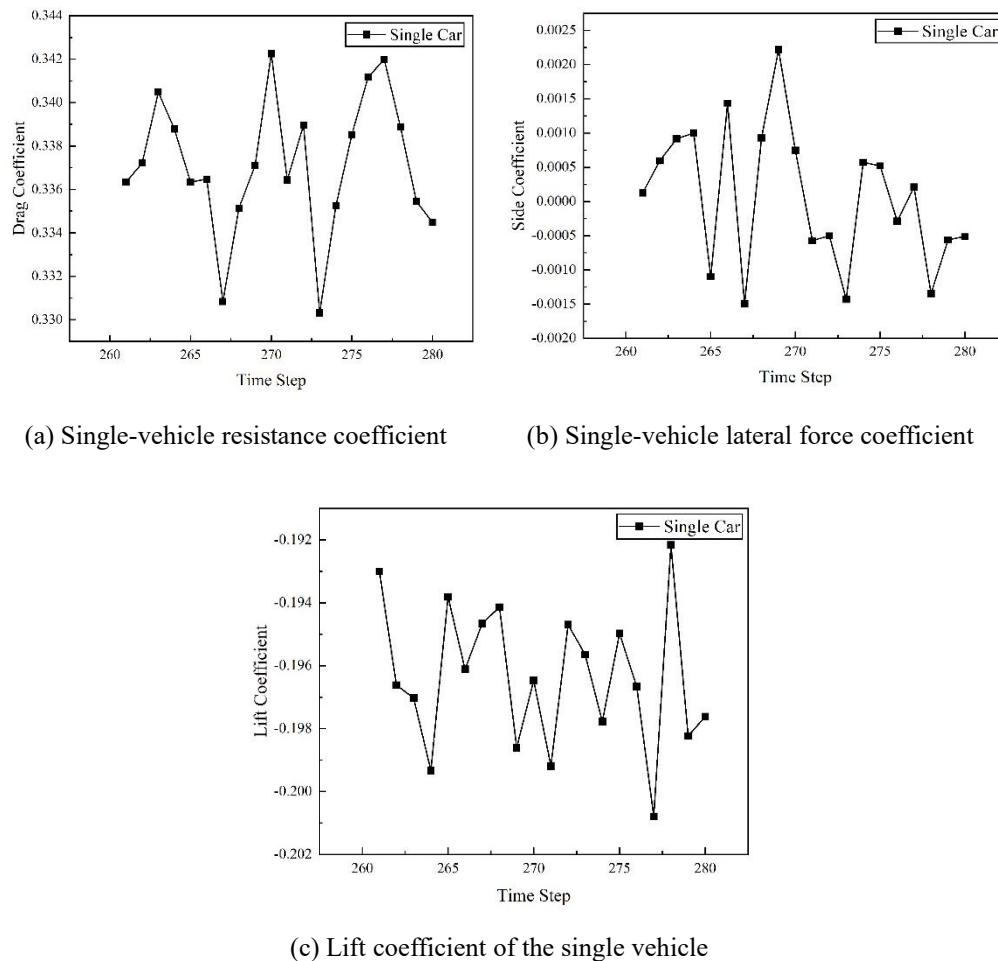 0.344
0.342
0.340
0.338
0.336
0.334
0.332
0.330
Drag Coefficient
Single Car
260 265 270 275 280
Time Step
(a) Single-vehicle resistance coefficient
0.0025
0.0020
0.0015
0.0010
0.0005
0.0000
-0.0005
-0.0010
-0.0015
-0.0020
Side Coefficient
Single Car
260 265 270 275 280
Time Step
(b) Single-vehicle lateral force coefficient
-0.192
-0.194
-0.196
-0.198
-0.200
-0.202
Lift Coefficient
Single Car
260 265 270 275 280
Time Step
(c) Lift coefficient of the single vehicle